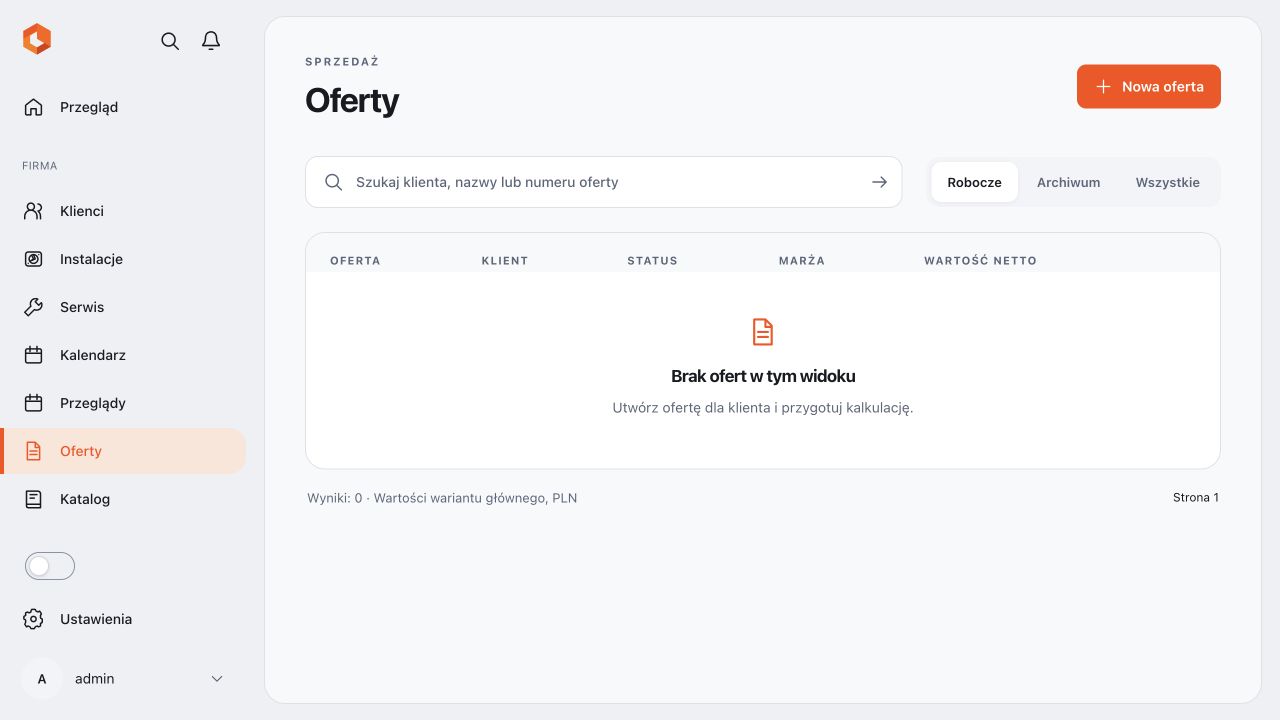 Przegląd
FIRMA
Klienci
Instalacje
Serwis
Kalendarz
Przeglądy
Oferty
Katalog
Ustawienia
A admin
SPRZEDAŻ
Oferty
Nowa oferta
Szukaj klienta, nazwy lub numeru oferty
Robocze Archiwum Wszystkie
OFERTA KLIENT STATUS MARŻA WARTOŚĆ NETTO
Brak ofert w tym widoku
Utwórz ofertę dla klienta i przygotuj kalkulację.
Wyniki: 0 · Wartości wariantu głównego, PLN
Strona 1